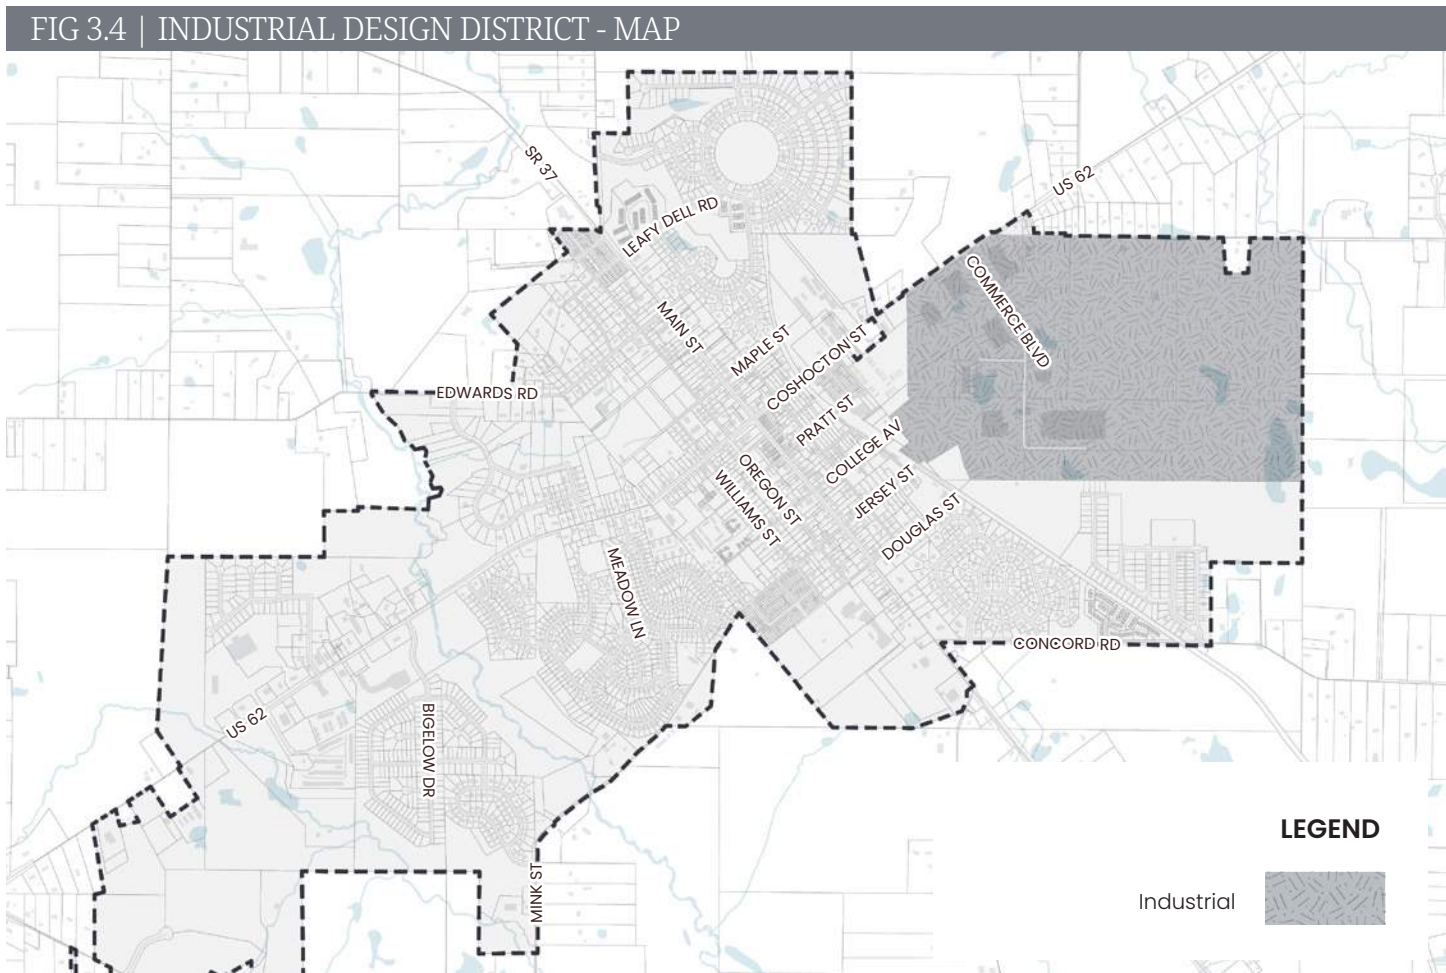 FIG 3.4 | INDUSTRIAL DESIGN DISTRICT - MAP
SR 37
US 62
LEAFY DELL RD
COMMERCE BLVD
MAIN ST
MAPLE ST
COSHOCTON ST
EDWARDS RD
PRATT ST
COLLEGE AV
OREGON ST
WILLIAMS ST
JERSEY ST
DOUGLAS ST
MEADOW LN
CONCORD RD
US 62
BIGELOW DR
MINK ST
LEGEND
Industrial